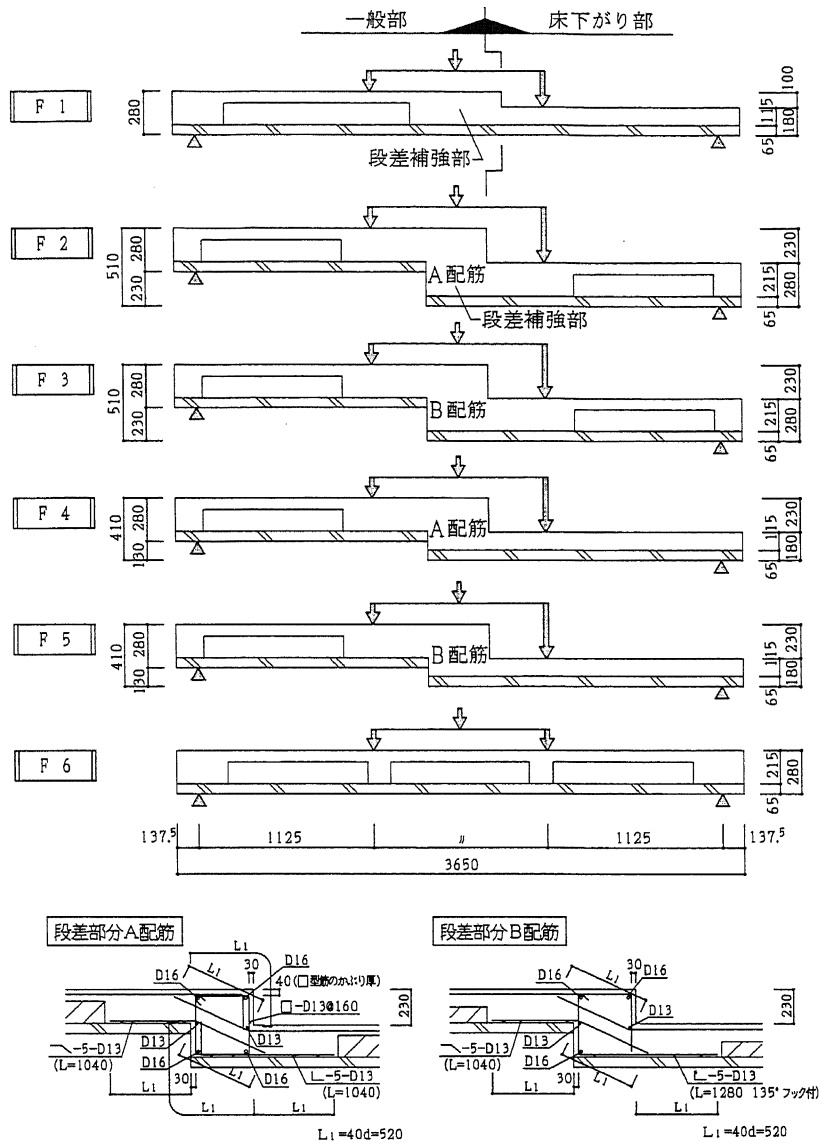 一般部 床下がり部
F 1
280
段差補強部
100
115
180
65
F 2
510
280
230
A配筋
段差補強部
230
215
280
65
F 3
510
280
230
B配筋
230
215
280
65
F 4
410
280
130
A配筋
230
115
180
65
F 5
410
280
130
B配筋
230
115
180
65
F 6
215
280
65
137.5 1125 〃 1125 137.5
3650
段差部分A配筋
L1
30
D16
L1
D16
40(□型筋のかぶり厚)
□-D13@160
230
D13
D13
-5-D13
(L=1040)
D16
D16
-5-D13
(L=1040)
L1
30
L1
L1
L1
L1=40d=520
段差部分B配筋
L1
30
D16
D16
230
D13
D13
-5-D13
(L=1040)
D16
-5-D13
(L=1280 135°フック付)
L1
30
L1
L1
L1=40d=520